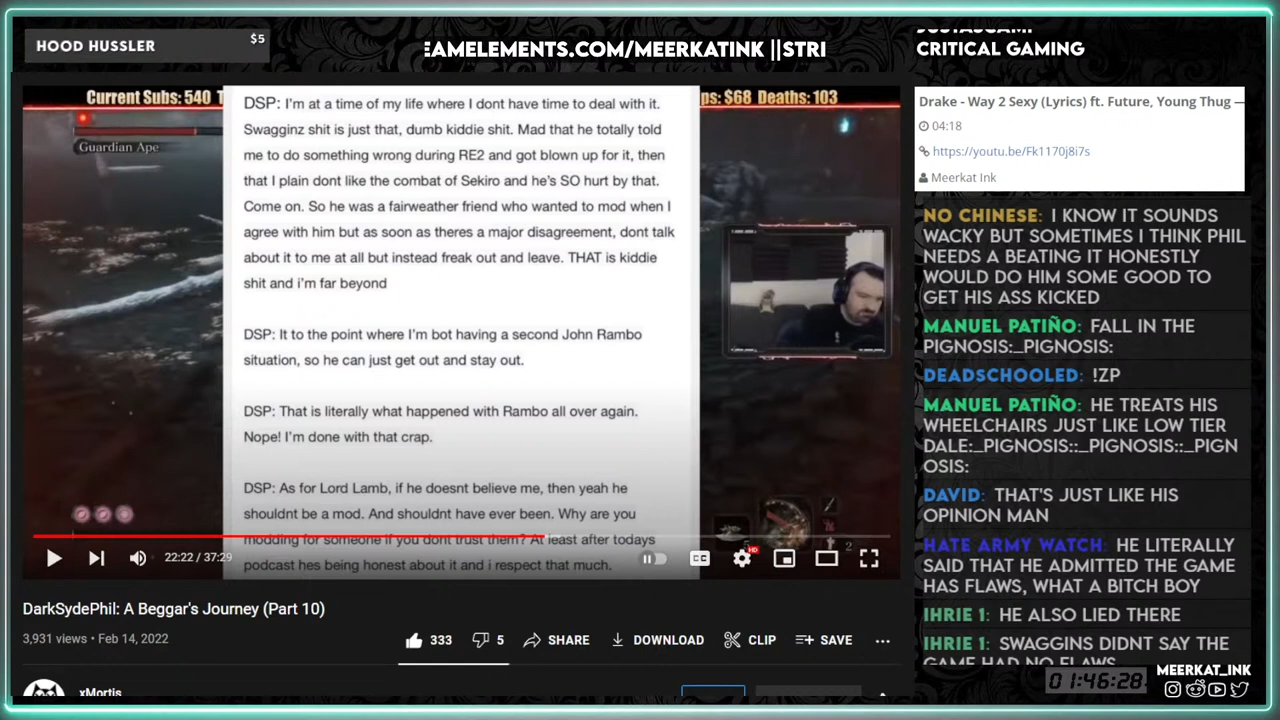 HOOD HUSSLER
$5
EAMELEMENTS.COM/MEERKATINK ||STRI
CRITICAL GAMING
Current Subs: 540 T
ps: $68 Deaths: 103
Guardian Ape
DSP: I'm at a time of my life where I dont have time to deal with it.
Swagginz shit is just that, dumb kiddie shit. Mad that he totally told
me to do something wrong during RE2 and got blown up for it, then
that I plain dont like the combat of Sekiro and he's SO hurt by that.
Come on. So he was a fairweather friend who wanted to mod when I
agree with him but as soon as theres a major disagreement, dont talk
about it to me at all but instead freak out and leave. THAT is kiddie
shit and i'm far beyond
DSP: It to the point where I'm bot having a second John Rambo
situation, so he can just get out and stay out.
DSP: That is literally what happened with Rambo all over again.
Nope! I'm done with that crap.
DSP: As for Lord Lamb, if he doesnt believe me, then yeah he
shouldnt be a mod. And shouldnt have ever been. Why are you
modding for someone if you dont trust them? At least after todays
podcast hes being honest about it and i respect that much.
2
22:22 / 37:29
CC
HD
DarkSydePhil: A Beggar's Journey (Part 10)
3,931 views • Feb 14, 2022
333
5
SHARE
DOWNLOAD
CLIP
SAVE
xMortis
Drake - Way 2 Sexy (Lyrics) ft. Future, Young Thug —
04:18
https://youtu.be/Fk1170j8i7s
Meerkat Ink
NO CHINESE: I KNOW IT SOUNDS
WACKY BUT SOMETIMES I THINK PHIL
NEEDS A BEATING IT HONESTLY
WOULD DO HIM SOME GOOD TO
GET HIS ASS KICKED
MANUEL PATIÑO: FALL IN THE
PIGNOSIS:_PIGNOSIS:
DEADSCHOOLED: !ZP
MANUEL PATIÑO: HE TREATS HIS
WHEELCHAIRS JUST LIKE LOW TIER
DALE:_PIGNOSIS::_PIGNOSIS::_PIGN
OSIS:
DAVID: THAT'S JUST LIKE HIS
OPINION MAN
HATE ARMY WATCH: HE LITERALLY
SAID THAT HE ADMITTED THE GAME
HAS FLAWS, WHAT A BITCH BOY
IHRIE 1: HE ALSO LIED THERE
IHRIE 1: SWAGGINS DIDNT SAY THE
GAME HAD NO FLAWS
01:46:28
MEERKAT_INK